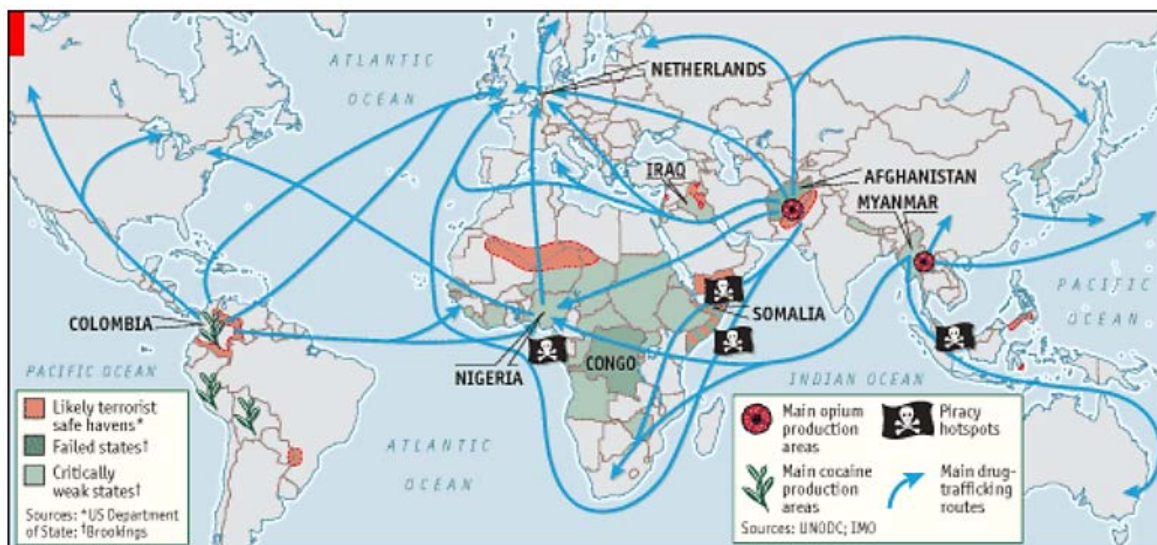 ATLANTIC
OCEAN
NETHERLANDS
IRAQ
AFGHANISTAN
MYANMAR
PACIFIC
OCEAN
COLOMBIA
SOMALIA
CONGO
NIGERIA
PACIFIC OCEAN
INDIAN OCEAN
ATLANTIC
OCEAN
Likely terrorist
safe havens*
Failed states†
Critically
weak states†
Sources: *US Department
of State; †Brookings
Main opium
production
areas
Piracy
hotspots
Main cocaine
production
areas
Main drug-
trafficking
routes
Sources: UNODC; IMO